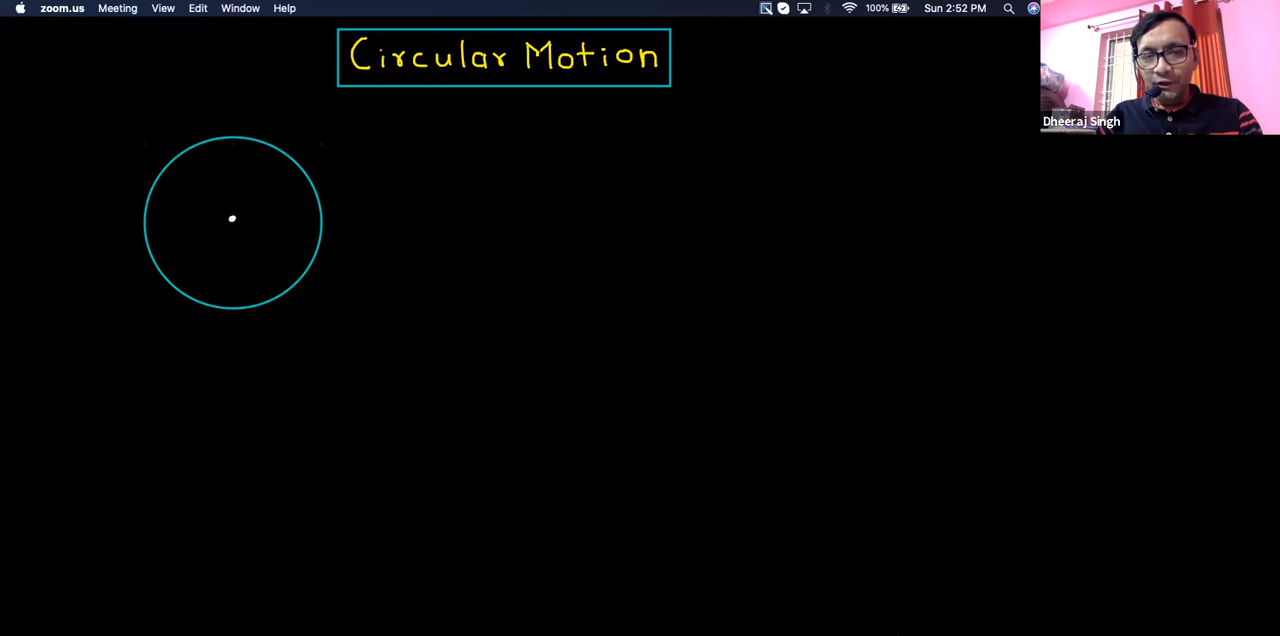 zoom.us Meeting View Edit Window Help 100% Sun 2:52 PM
Circular Motion
Dheeraj Singh